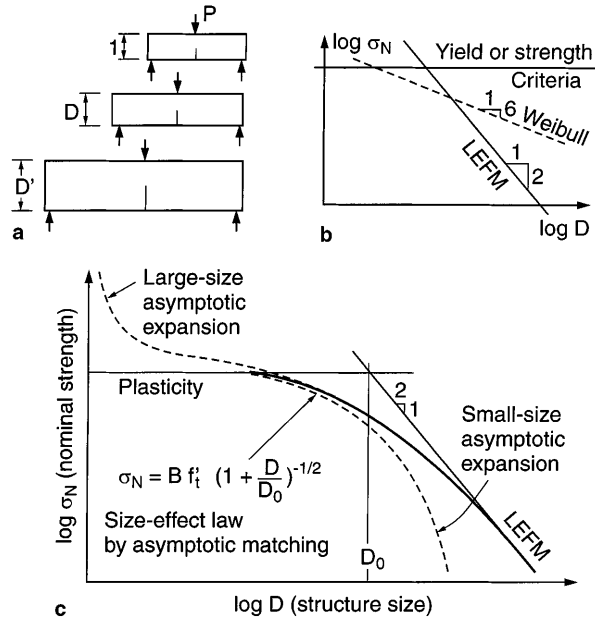 P
1
D
D'
a
log σN
Yield or strength
Criteria
1
6 Weibull
LEFM
1
2
log D
b
Large-size
asymptotic
expansion
Plasticity
2
1
Small-size
asymptotic
expansion
σN = B f't (1 + D/D0)-1/2
Size-effect law
by asymptotic matching
D0
LEFM
log σN (nominal strength)
log D (structure size)
c